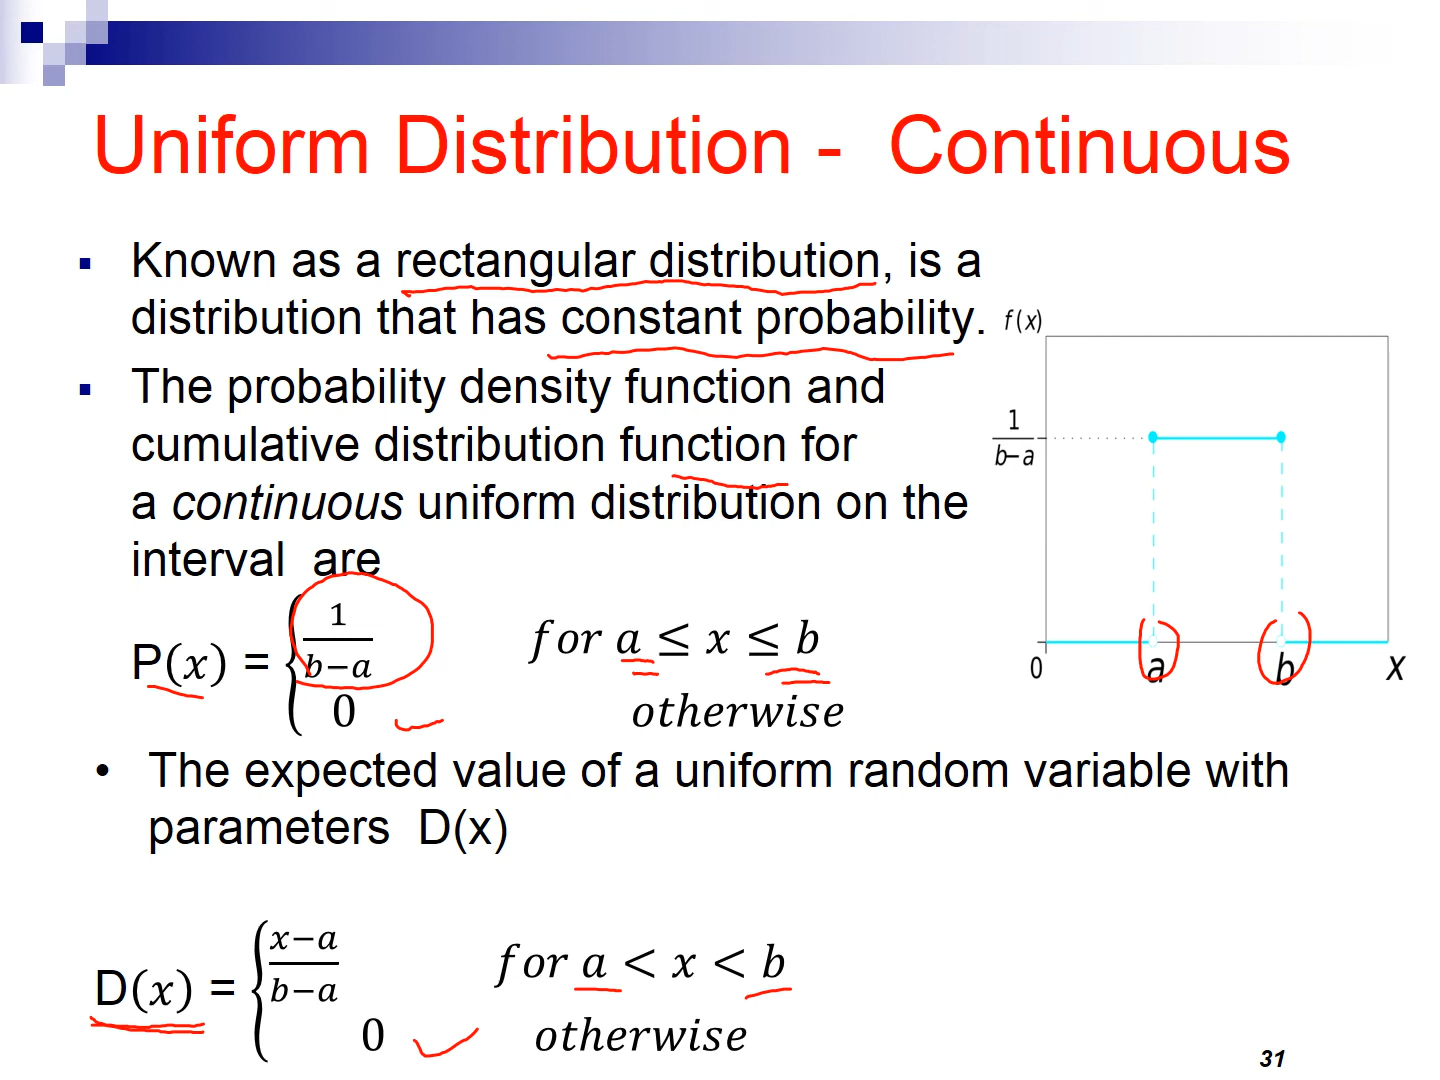 Uniform Distribution - Continuous
▪ Known as a rectangular distribution, is a
distribution that has constant probability.
▪ The probability density function and
cumulative distribution function for
a continuous uniform distribution on the
interval are
P(x) = { 1/(b−a) for a ≤ x ≤ b
0 otherwise
f(x)
1/(b−a)
0 a b x
• The expected value of a uniform random variable with
parameters D(x)
D(x) = { (x−a)/(b−a) for a < x < b
0 otherwise
31